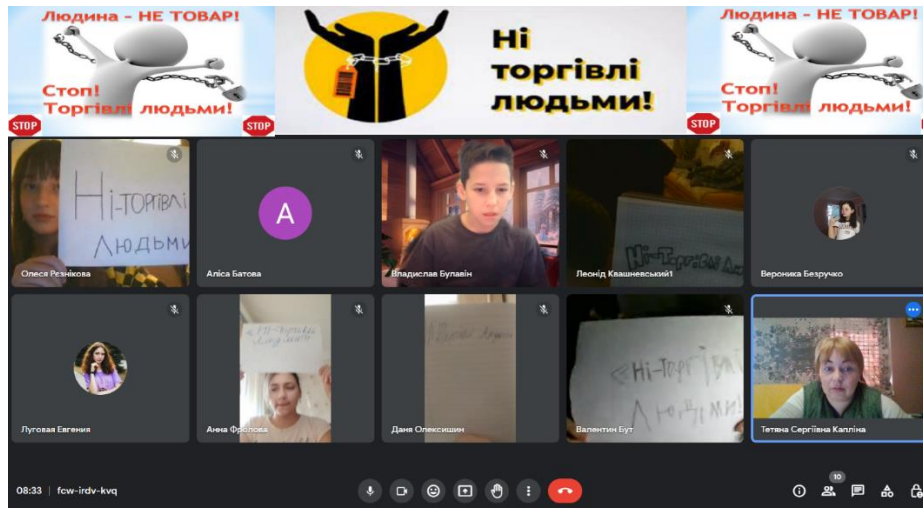 Людина - НЕ ТОВАР!
Стоп!
Торгівлі людьми!
STOP
STOP
Ні
торгівлі
людьми!
Людина - НЕ ТОВАР!
Стоп!
Торгівлі людьми!
STOP
Ні-ТОРГІВЛІ
Людьми
Олеся Резнікова
A
Аліса Батова
Владислав Булавін
Ні-Торгівлі
Леонід Квашневський1
Вероника Безручко
Луговая Евгения
Анна Фролова
Даня Олексишин
«Ні-Торгівлі
Людьми!
Валентин Бут
Тетяна Сергіївна Капліна
08:33 | fcw-irdv-kvq
10